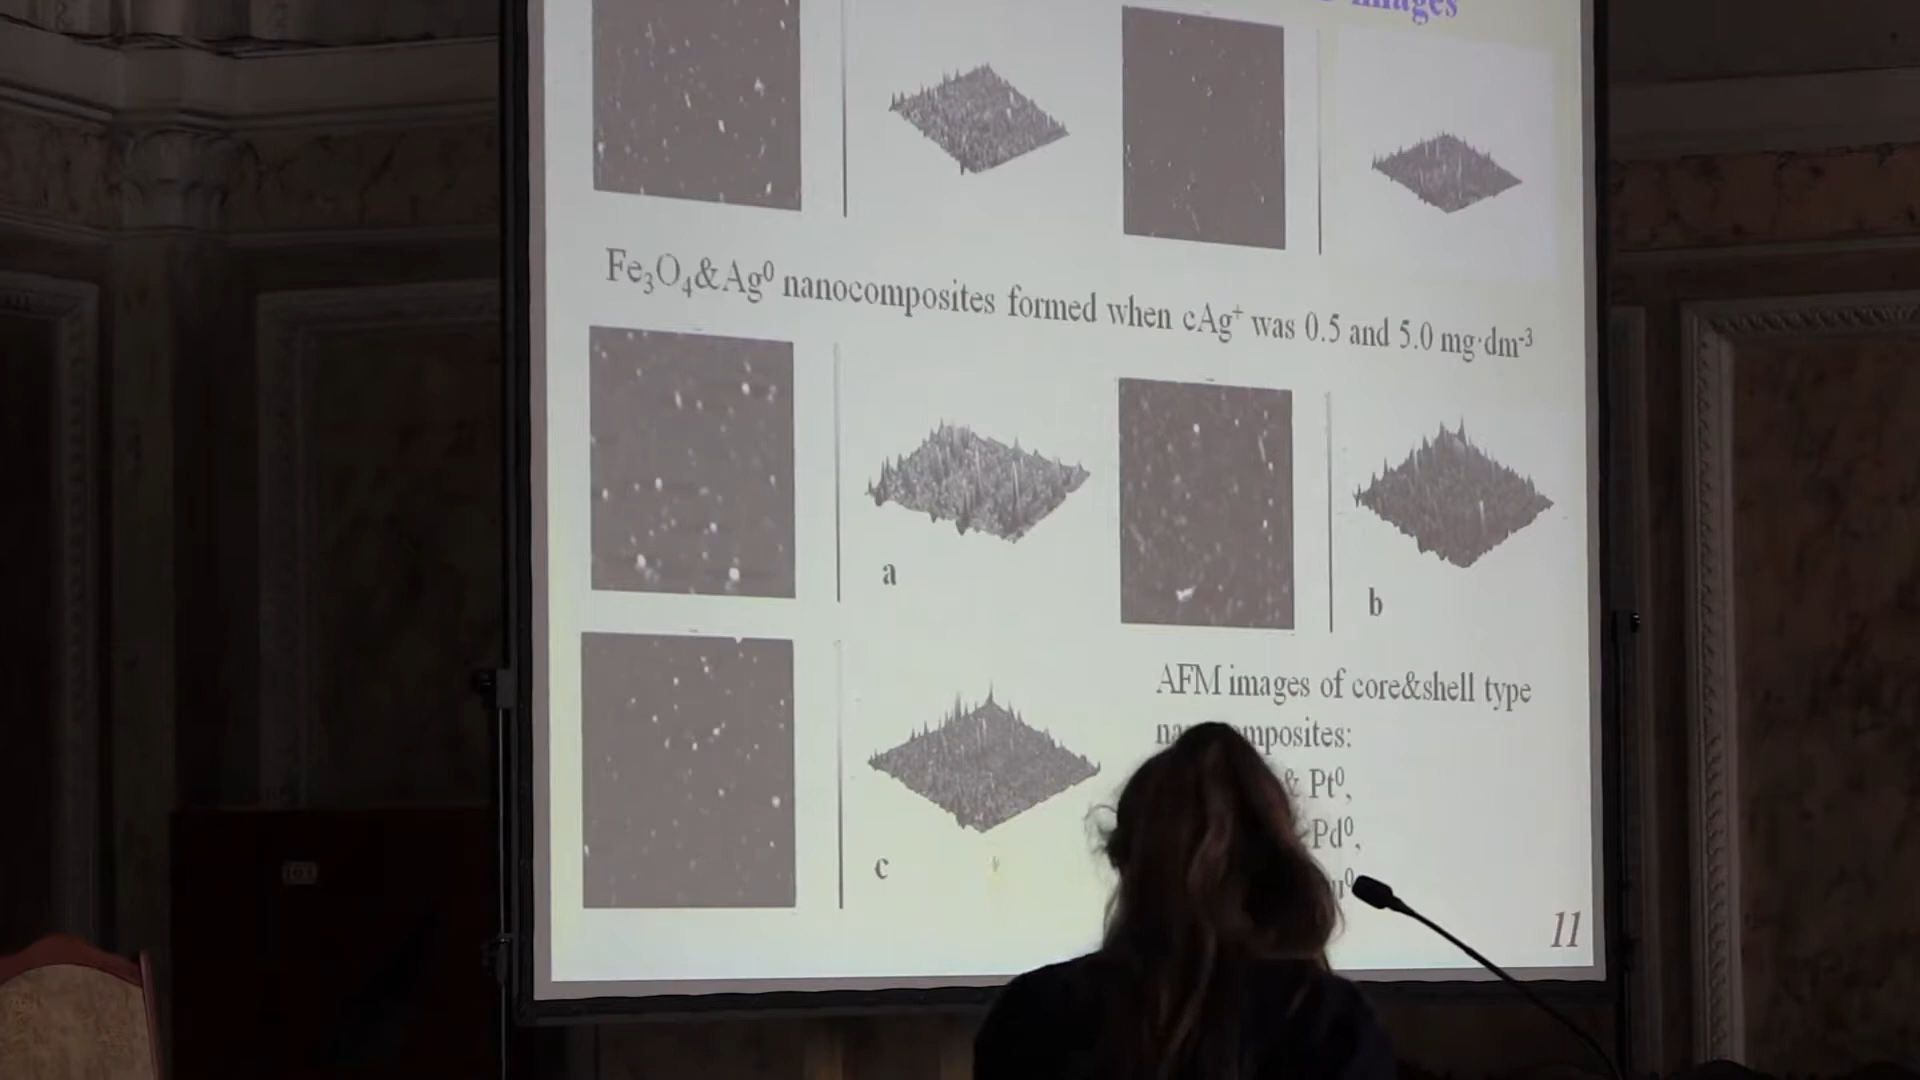 images
Fe₃O₄&Ag⁰ nanocomposites formed when cAg⁺ was 0.5 and 5.0 mg·dm⁻³
a
b
AFM images of core&shell type
& Pt⁰,
Pd⁰,
c
11